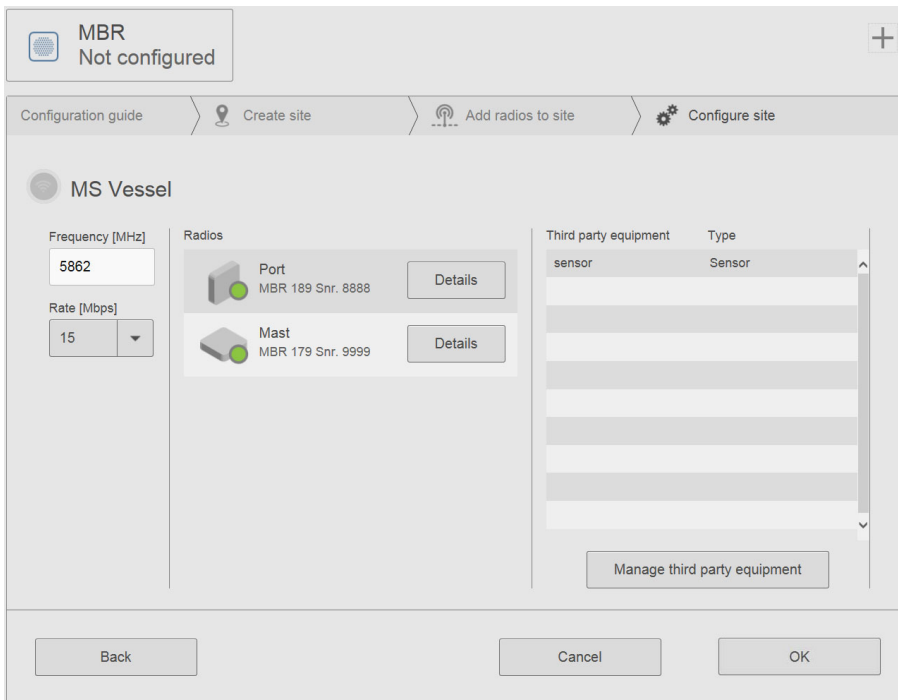 MBR
Not configured
Configuration guide
Create site
Add radios to site
Configure site
MS Vessel
Frequency [MHz]
5862
Rate [Mbps]
15
Radios
Port
MBR 189 Snr. 8888
Details
Mast
MBR 179 Snr. 9999
Details
Third party equipment Type
sensor Sensor
Manage third party equipment
Back
Cancel
OK